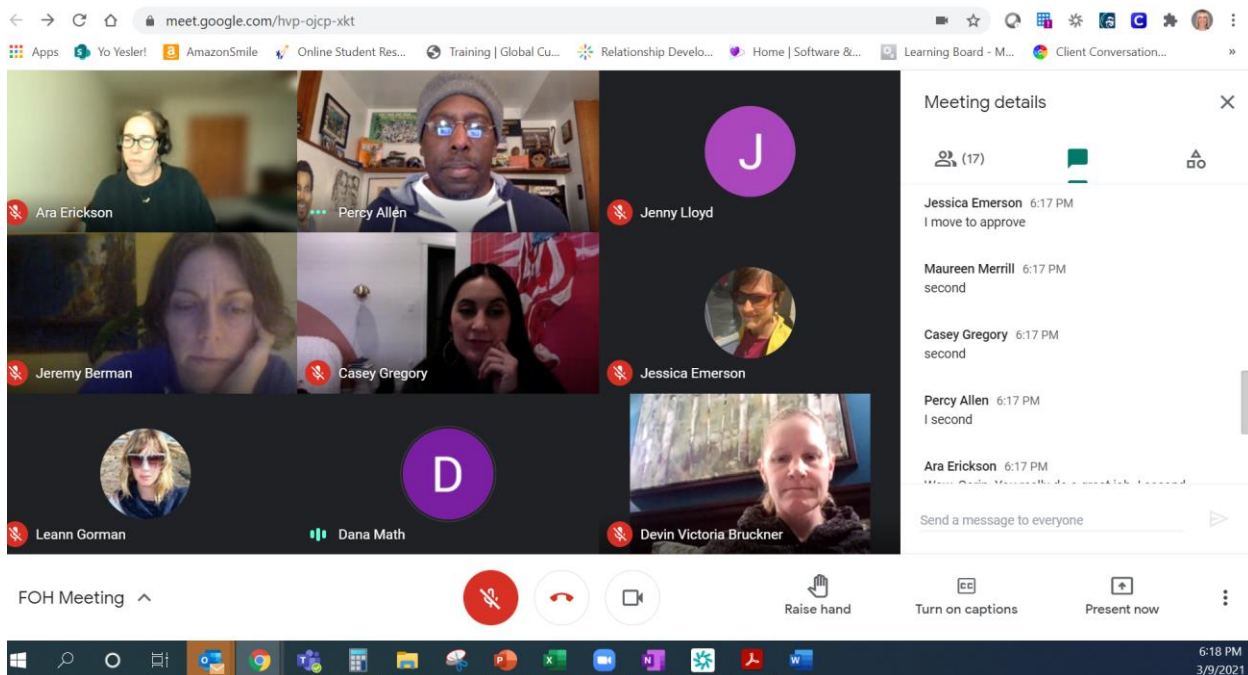 meet.google.com/hvp-ojcp-xkt
Apps Yo Yesler! AmazonSmile Online Student Res... Training | Global Cu... Relationship Develo... Home | Software &... Learning Board - M... Client Conversation... »
Ara Erickson
Percy Allen
J
Jenny Lloyd
Jeremy Berman
Casey Gregory
Jessica Emerson
Leann Gorman
D
Dana Math
Devin Victoria Bruckner
Meeting details
(17)
Jessica Emerson 6:17 PM
I move to approve
Maureen Merrill 6:17 PM
second
Casey Gregory 6:17 PM
second
Percy Allen 6:17 PM
I second
Ara Erickson 6:17 PM
Send a message to everyone
FOH Meeting
Raise hand
CC
Turn on captions
Present now
6:18 PM
3/9/2021